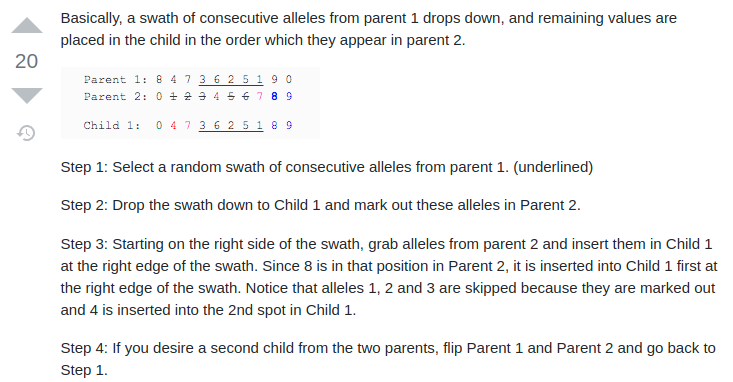 Basically, a swath of consecutive alleles from parent 1 drops down, and remaining values are
placed in the child in the order which they appear in parent 2.
20
Parent 1: 8 4 7 3 6 2 5 1 9 0
Parent 2: 0 1 2 3 4 5 6 7 8 9
Child 1: 0 4 7 3 6 2 5 1 8 9
Step 1: Select a random swath of consecutive alleles from parent 1. (underlined)
Step 2: Drop the swath down to Child 1 and mark out these alleles in Parent 2.
Step 3: Starting on the right side of the swath, grab alleles from parent 2 and insert them in Child 1
at the right edge of the swath. Since 8 is in that position in Parent 2, it is inserted into Child 1 first at
the right edge of the swath. Notice that alleles 1, 2 and 3 are skipped because they are marked out
and 4 is inserted into the 2nd spot in Child 1.
Step 4: If you desire a second child from the two parents, flip Parent 1 and Parent 2 and go back to
Step 1.